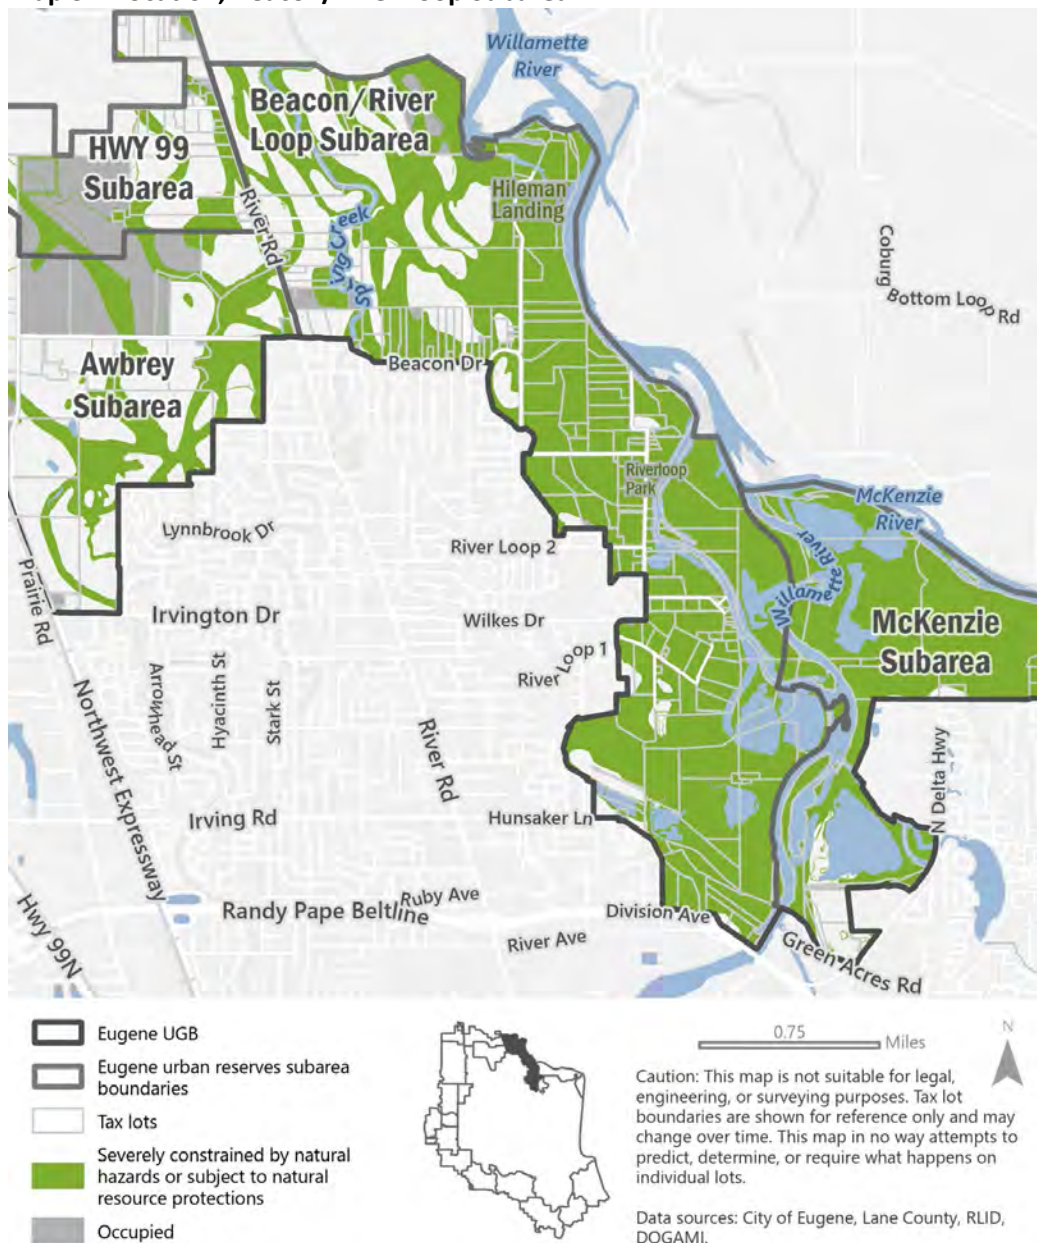 Willamette
River
Beacon/River
Loop Subarea
HWY 99
Subarea
Hileman
Landing
River Rd
Spring Creek
Coburg
Bottom Loop Rd
Awbrey
Subarea
Beacon Dr
Riverloop
Park
McKenzie
River
Lynnbrook Dr
River Loop 2
Willamette River
Prairie Rd
Irvington Dr
Wilkes Dr
McKenzie
Subarea
River Loop 1
Arrowhead St
Hyacinth St
Stark St
Northwest Expressway
River Rd
N Delta Hwy
Irving Rd
Hunsaker Ln
Ruby Ave
Randy Pape Beltline
Division Ave
River Ave
Green Acres Rd
Hwy 99N
Eugene UGB
Eugene urban reserves subarea
boundaries
Tax lots
Severely constrained by natural
hazards or subject to natural
resource protections
Occupied
0.75
Miles
N
Caution: This map is not suitable for legal,
engineering, or surveying purposes. Tax lot
boundaries are shown for reference only and may
change over time. This map in no way attempts to
predict, determine, or require what happens on
individual lots.
Data sources: City of Eugene, Lane County, RLID,
DOGAMI.